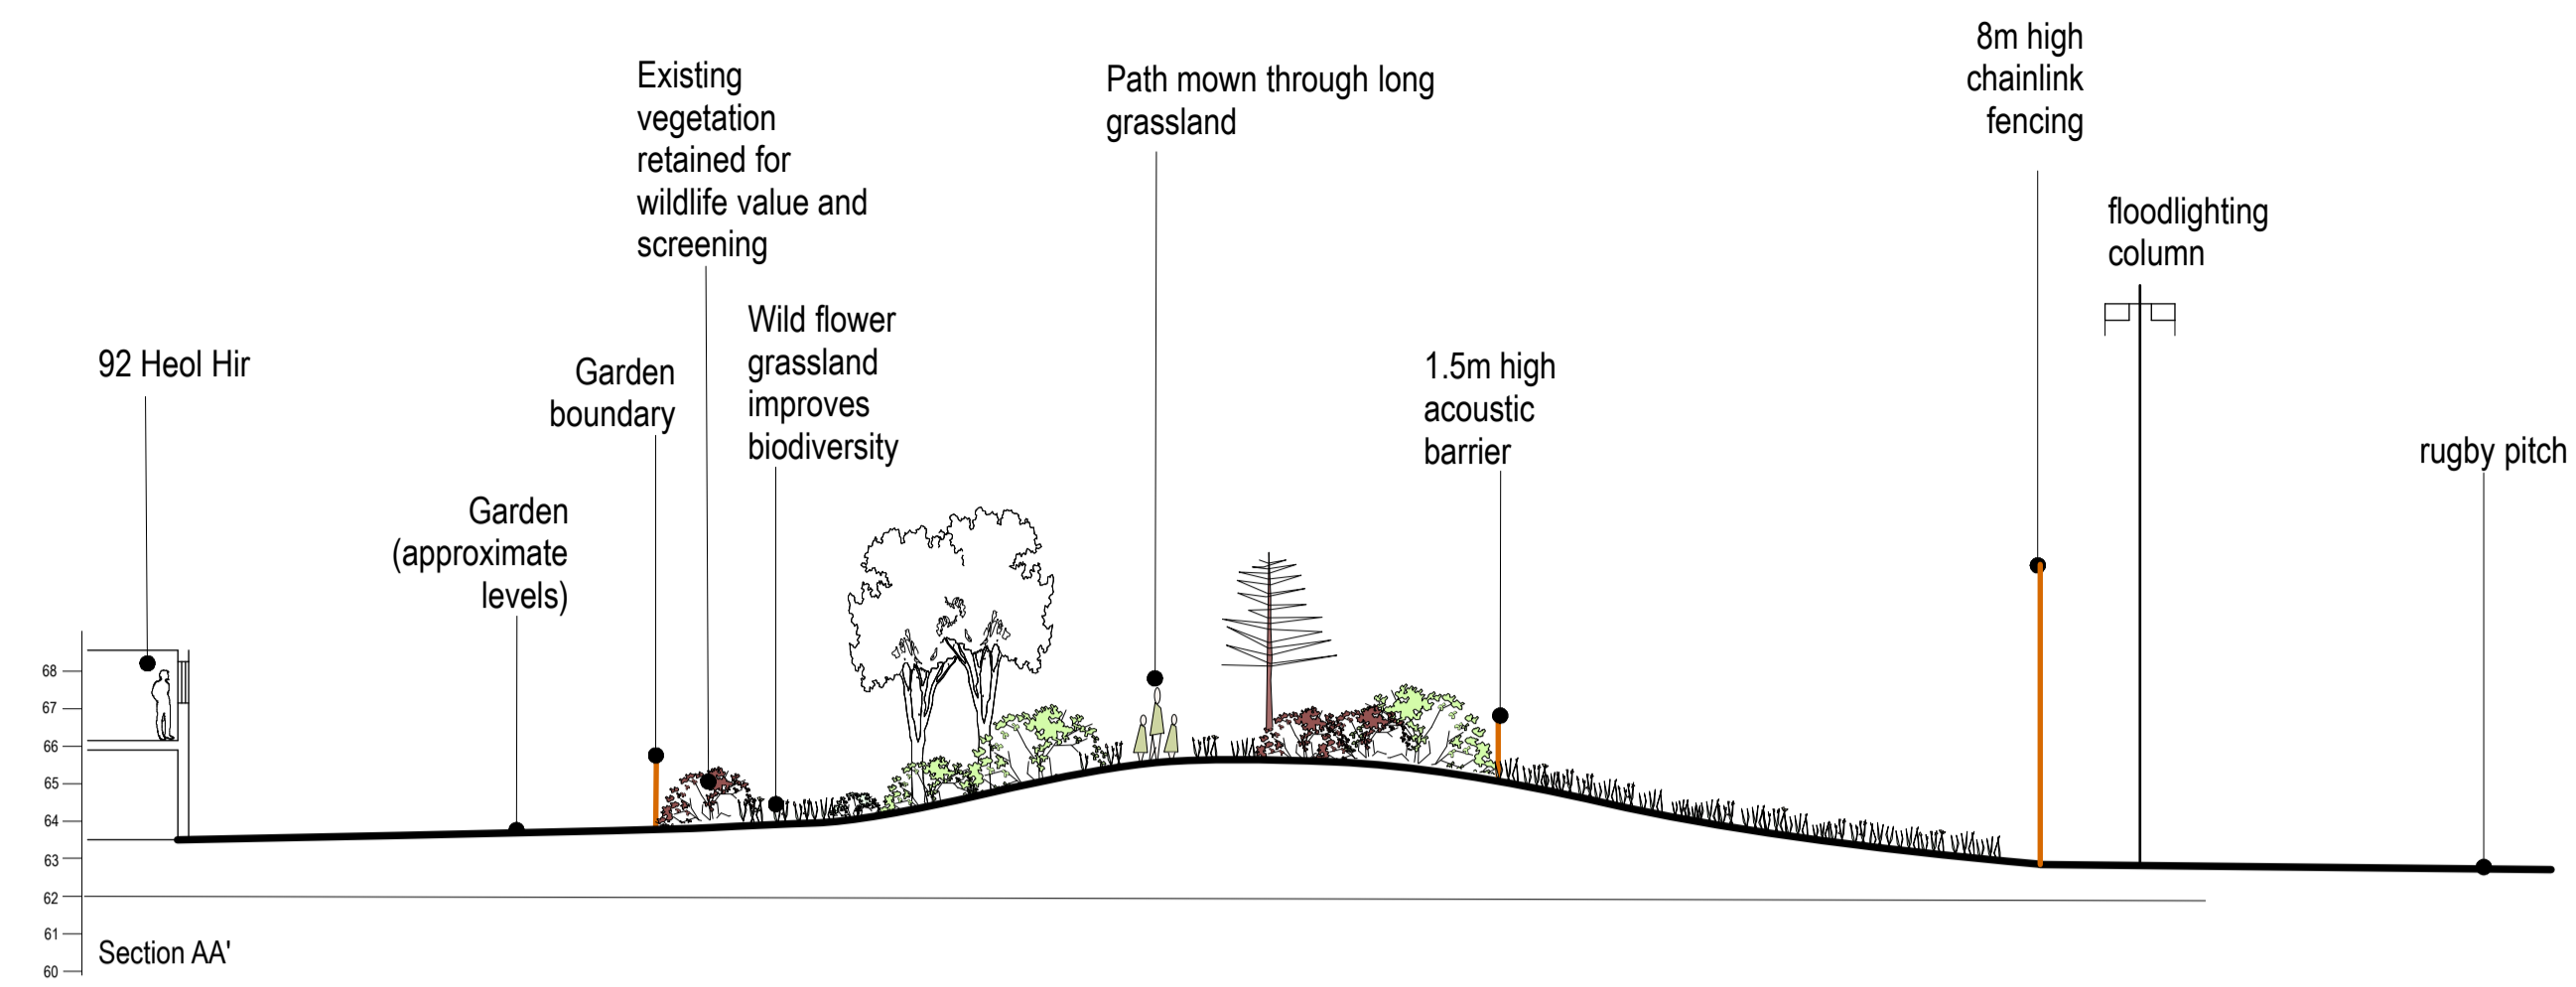 8m high
chainlink
fencing
Existing
vegetation
retained for
wildlife value and
screening
Path mown through long
grassland
floodlighting
column
Wild flower
grassland
improves
biodiversity
92 Heol Hir
Garden
boundary
1.5m high
acoustic
barrier
rugby pitch
Garden
(approximate
levels)
68
67
66
65
64
63
62
61
60
Section AA'